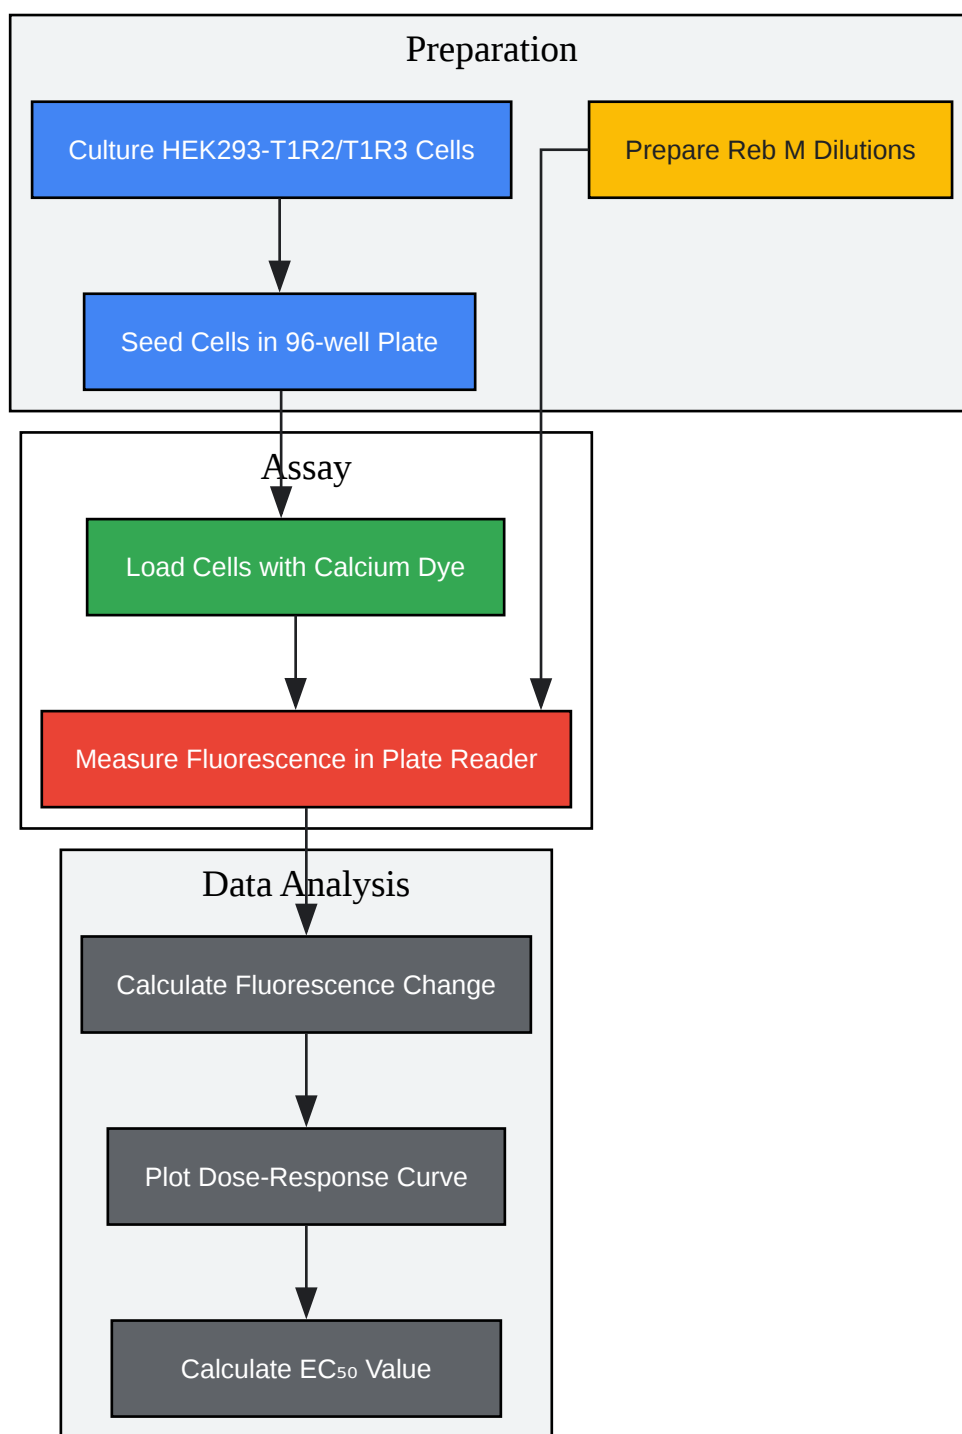 Preparation
Culture HEK293-T1R2/T1R3 Cells
Prepare Reb M Dilutions
Seed Cells in 96-well Plate
Assay
Load Cells with Calcium Dye
Measure Fluorescence in Plate Reader
Data Analysis
Calculate Fluorescence Change
Plot Dose-Response Curve
Calculate EC₅₀ Value